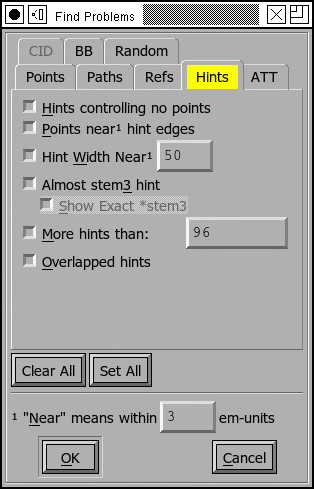 Find Problems
CID BB Random
Points Paths Refs Hints ATT
Hints controlling no points
Points near¹ hint edges
Hint Width Near¹ 50
Almost stem3 hint
Show Exact *stem3
More hints than: 96
Overlapped hints
Clear All Set All
¹ "Near" means within 3 em-units
OK Cancel